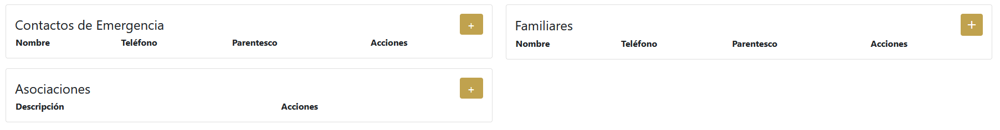 Contactos de Emergencia +
Nombre Teléfono Parentesco Acciones
Familiares +
Nombre Teléfono Parentesco Acciones
Asociaciones +
Descripción Acciones